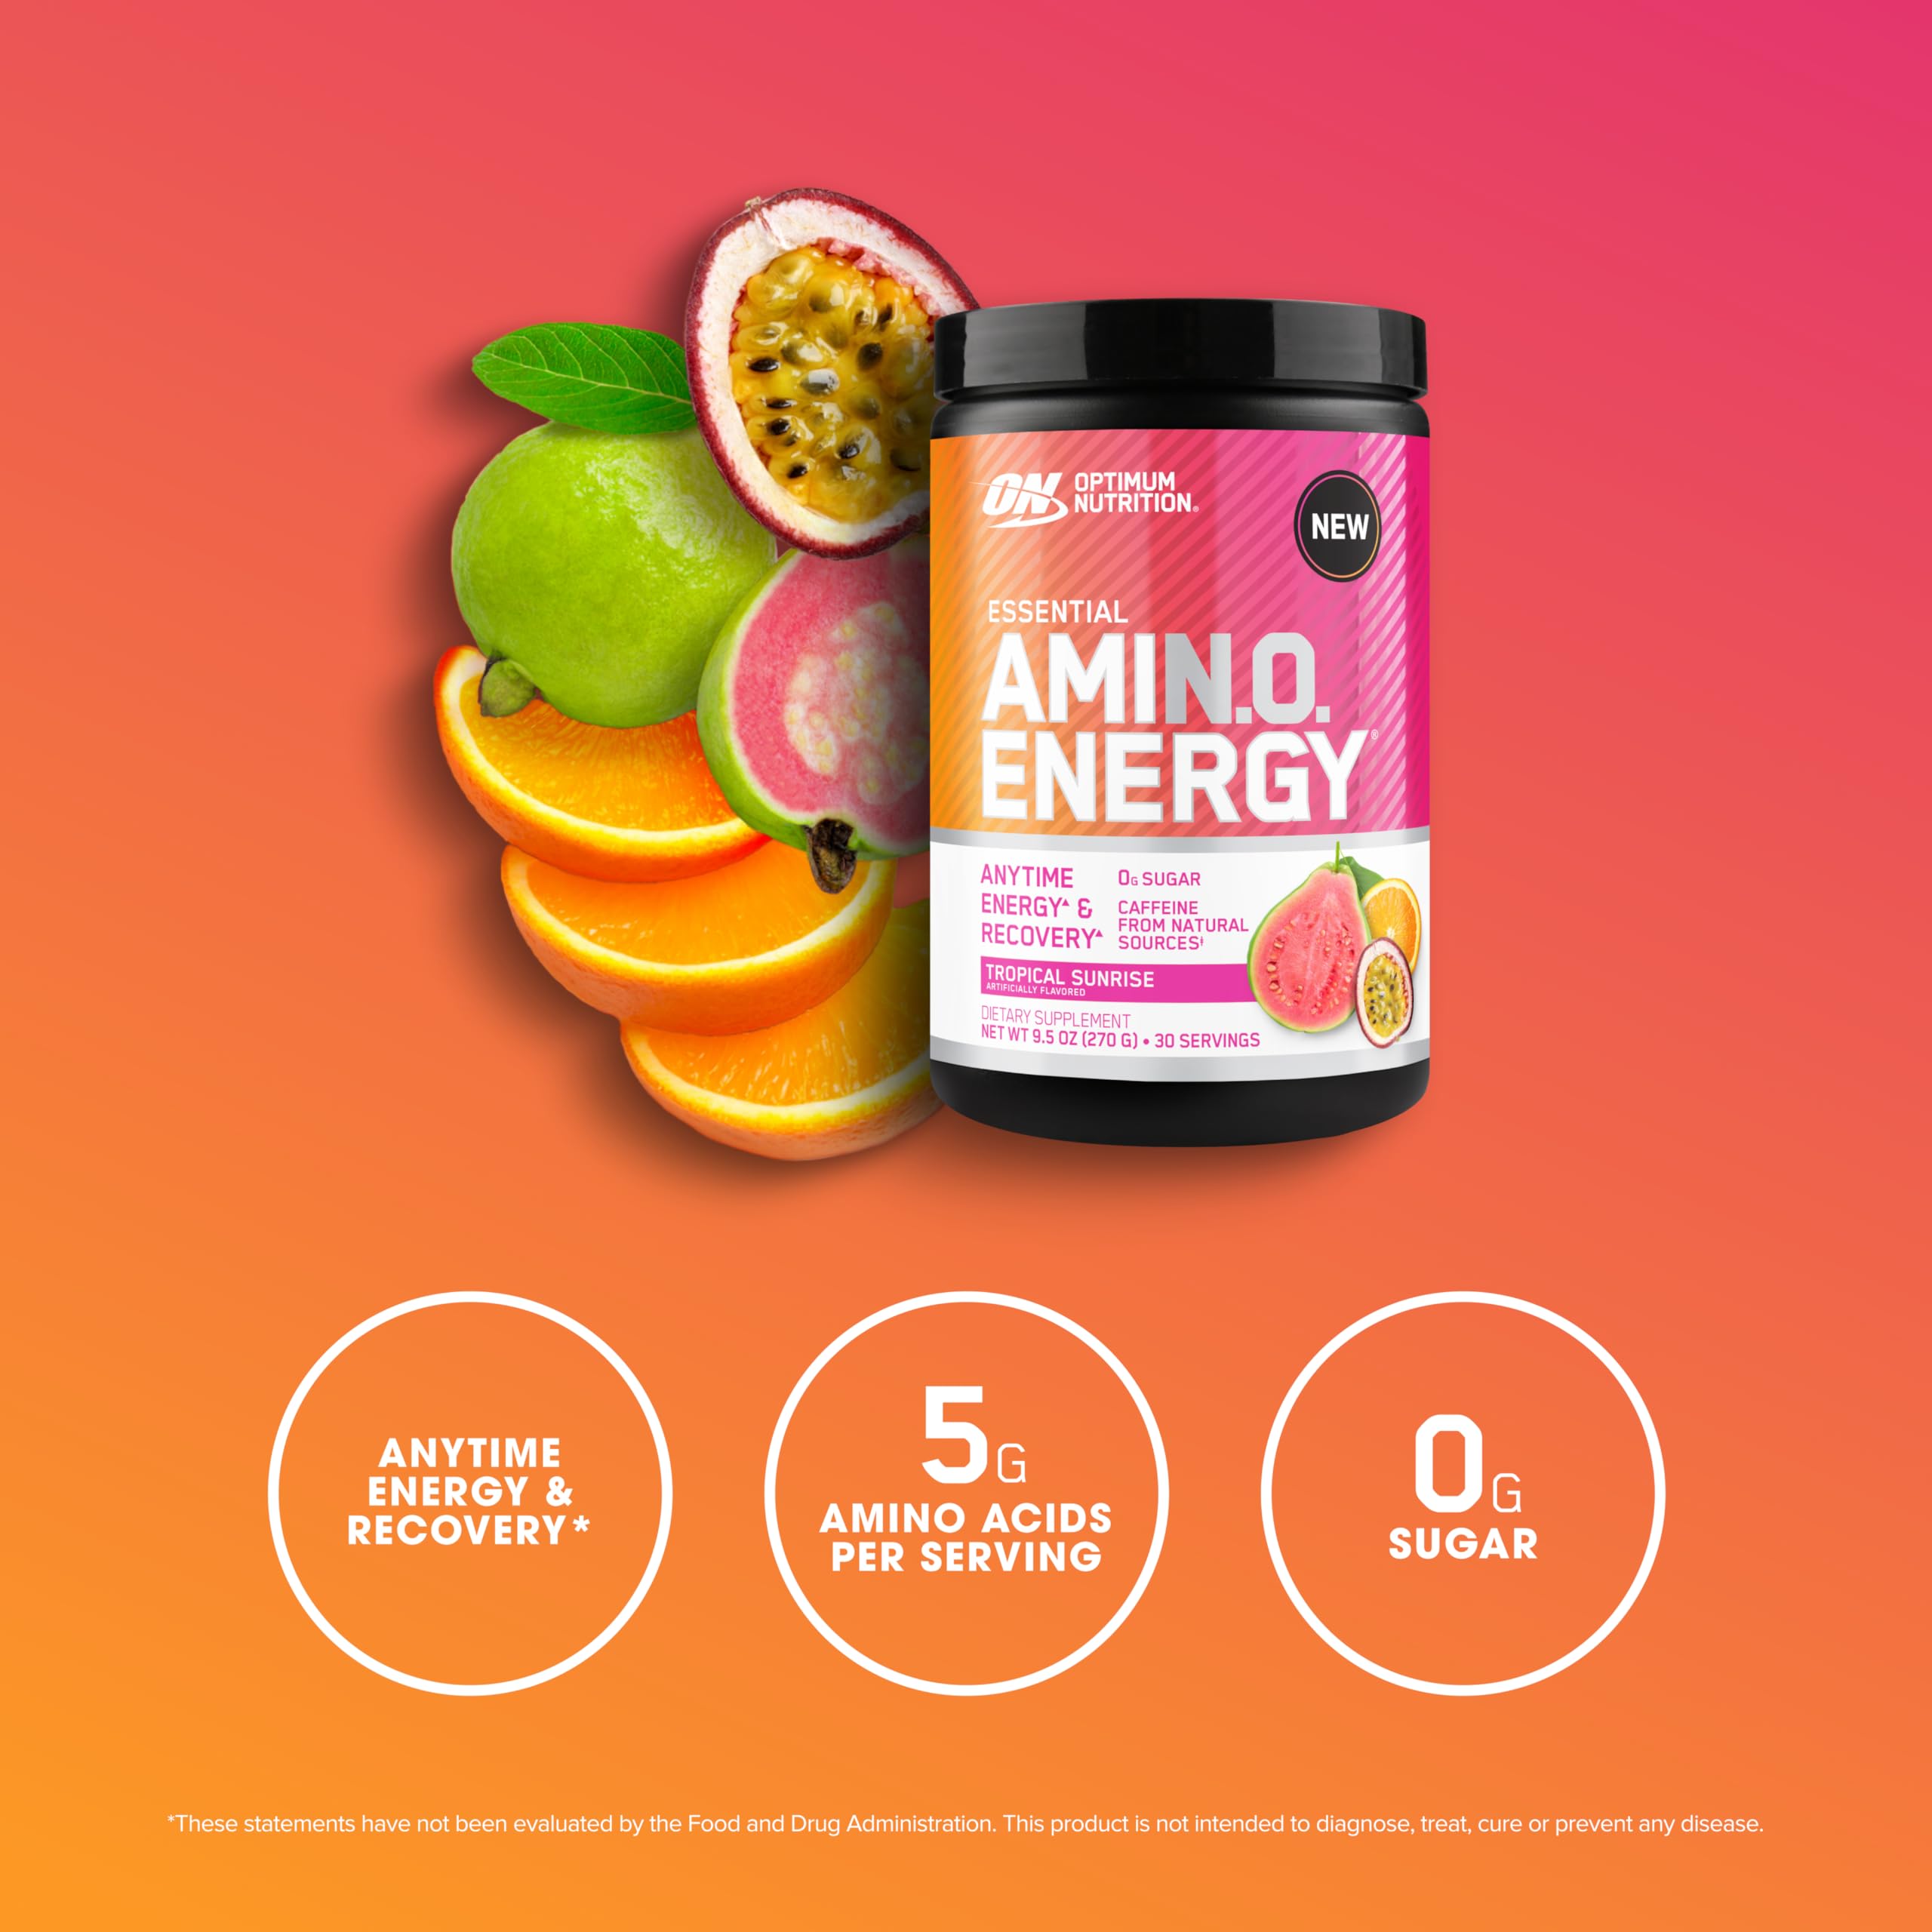 ON
OPTIMUM
NUTRITION®
NEW
ESSENTIAL
AMIN.O.
ENERGY®
ANYTIME
ENERGY▲ &
RECOVERY▲
0G SUGAR
CAFFEINE
FROM NATURAL
SOURCES‡
TROPICAL SUNRISE
ARTIFICIALLY FLAVORED
DIETARY SUPPLEMENT
NET WT 9.5 OZ (270 G) • 30 SERVINGS
ANYTIME
ENERGY &
RECOVERY*
5G
AMINO ACIDS
PER SERVING
0G
SUGAR
*These statements have not been evaluated by the Food and Drug Administration. This product is not intended to diagnose, treat, cure or prevent any disease.